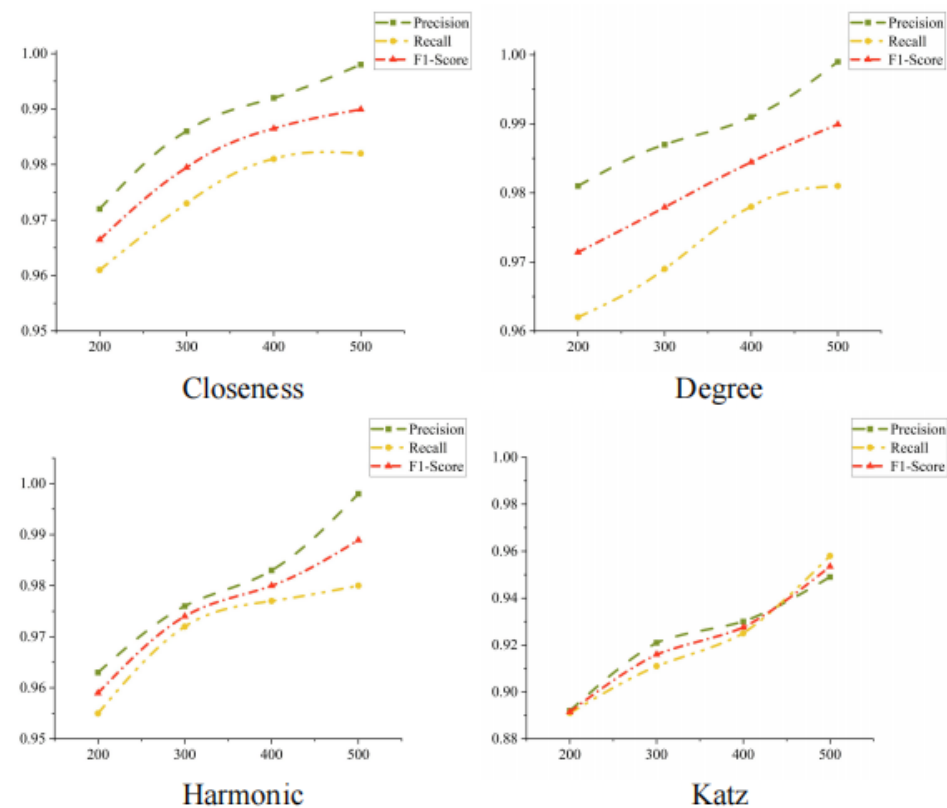 Precision
Recall
F1-Score
1.00
0.99
0.98
0.97
0.96
0.95
200 300 400 500
Closeness
Precision
Recall
F1-Score
1.00
0.99
0.98
0.97
0.96
200 300 400 500
Degree
Precision
Recall
F1-Score
1.00
0.99
0.98
0.97
0.96
0.95
200 300 400 500
Harmonic
Precision
Recall
F1-Score
1.00
0.98
0.96
0.94
0.92
0.90
0.88
200 300 400 500
Katz